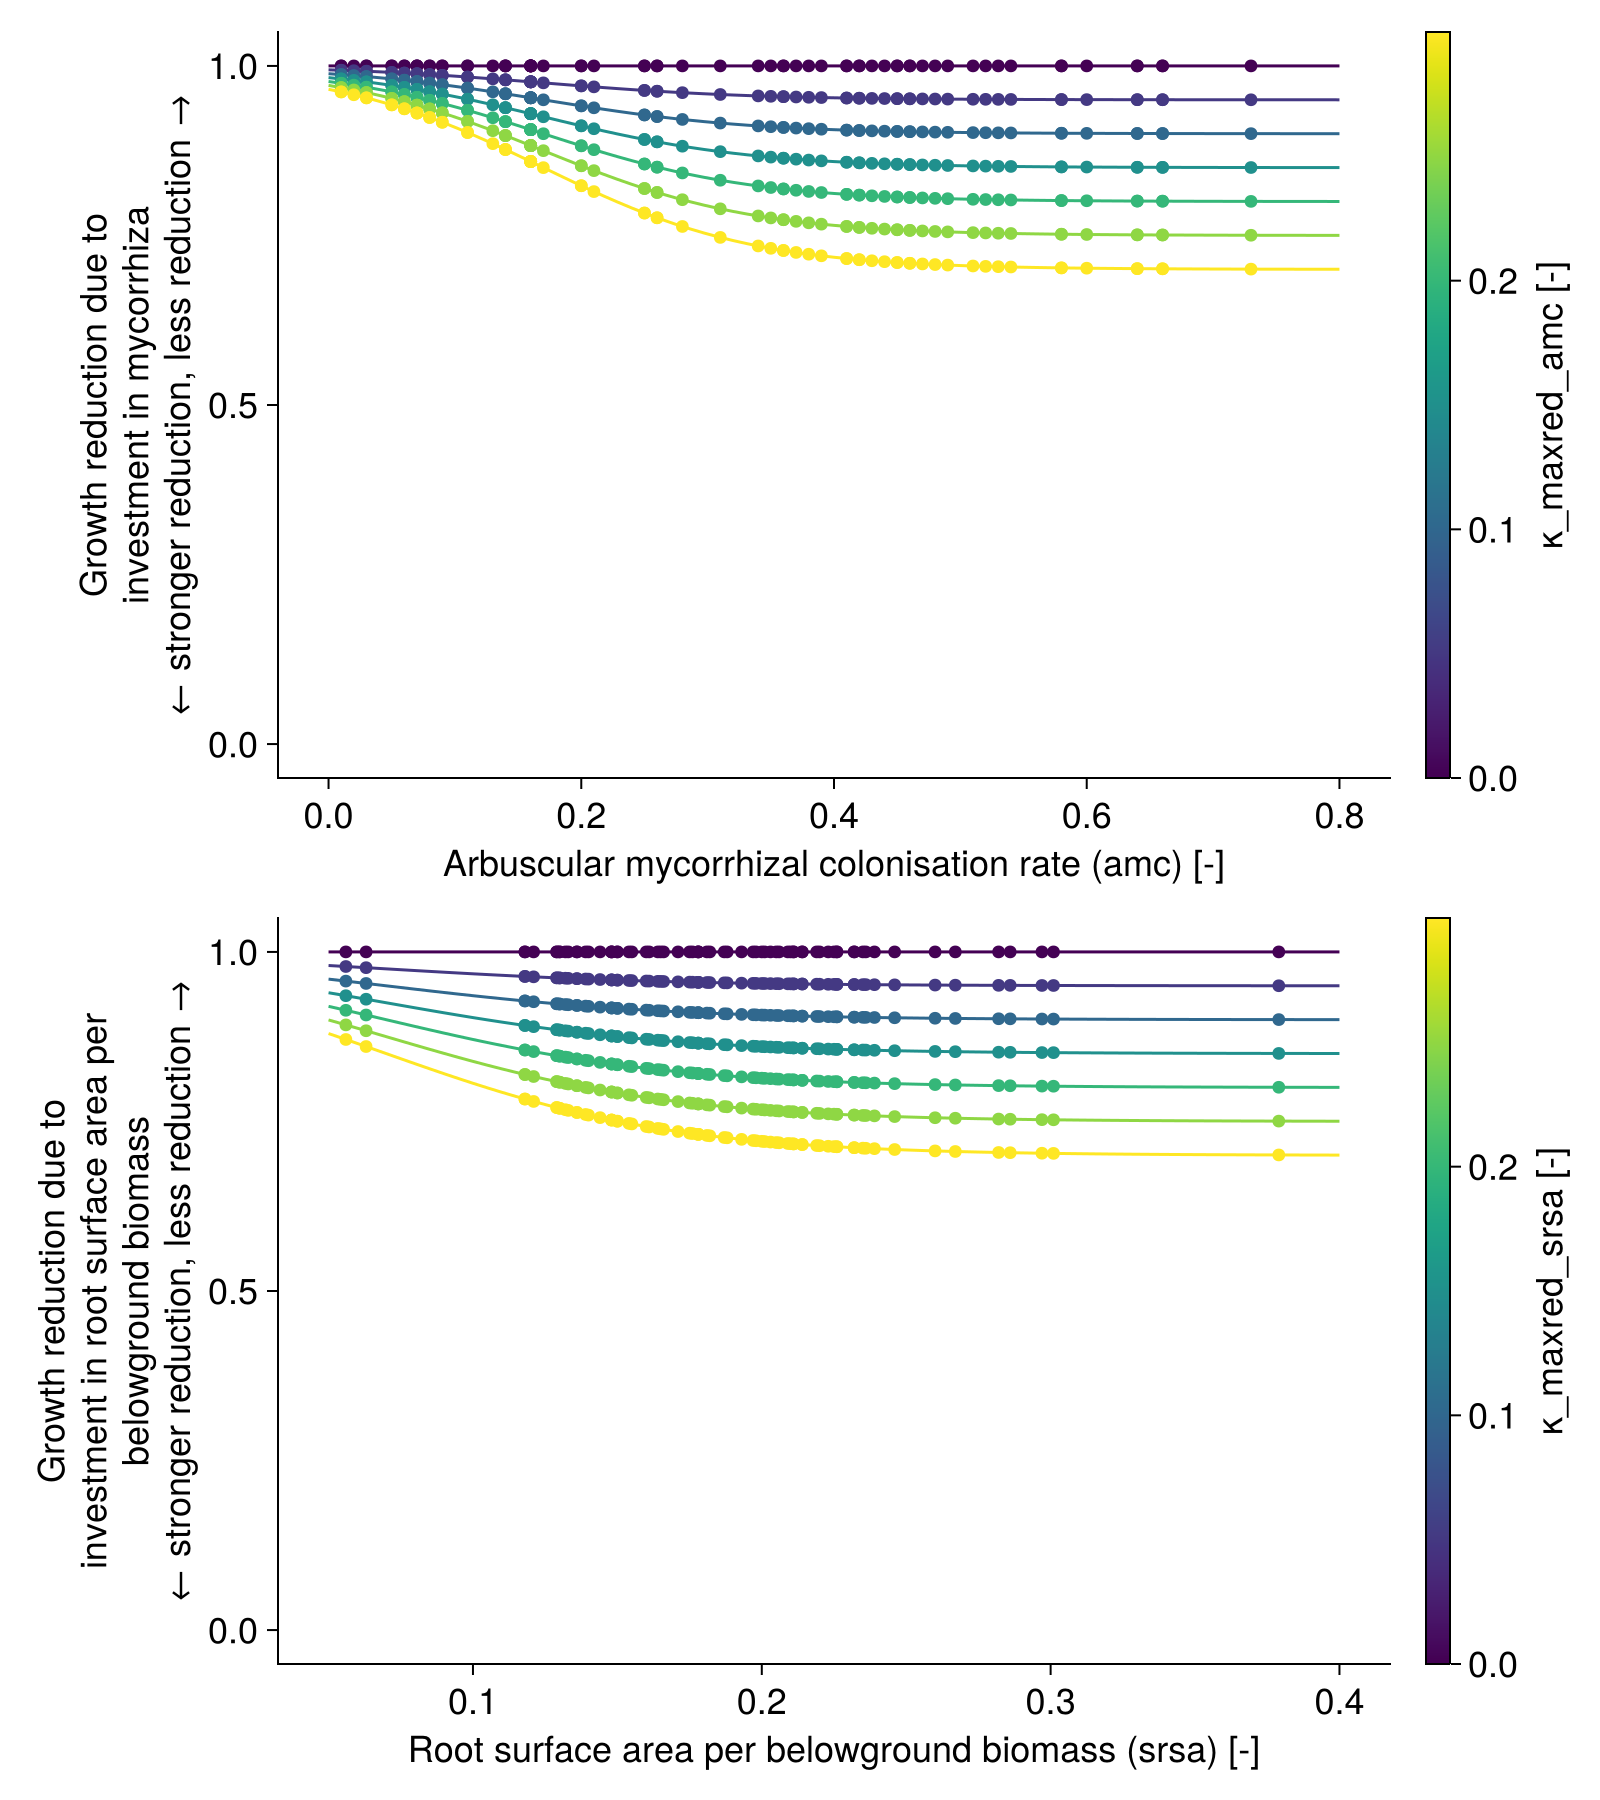 Growth reduction due to
investment in mycorrhiza
← stronger reduction, less reduction →
1.0
0.5
0.0
0.0 0.2 0.4 0.6 0.8
Arbuscular mycorrhizal colonisation rate (amc) [-]
0.2
0.1
0.0
κ_maxred_amc [-]
Growth reduction due to
investment in root surface area per
belowground biomass
← stronger reduction, less reduction →
1.0
0.5
0.0
0.1 0.2 0.3 0.4
Root surface area per belowground biomass (srsa) [-]
0.2
0.1
0.0
κ_maxred_srsa [-]